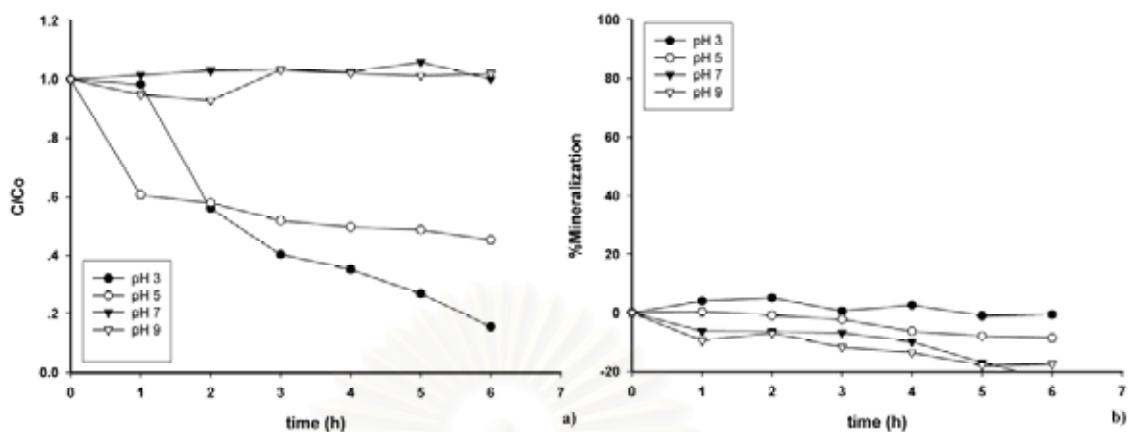 1.2
1.0
.8
.6
.4
.2
0.0
C/Co
pH 3
pH 5
pH 7
pH 9
0 1 2 3 4 5 6 7
time (h)
a)
100
80
60
40
20
0
-20
%Mineralization
pH 3
pH 5
pH 7
pH 9
0 1 2 3 4 5 6 7
time (h)
b)